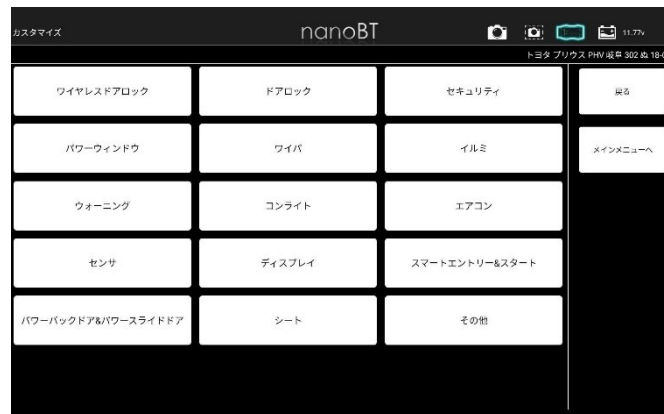 カスタマイズ
nanoBT
11.77v
トヨタ プリウス PHV 岐阜 302 ぬ 18-0
ワイヤレスドアロック
ドアロック
セキュリティ
戻る
パワーウィンドウ
ワイパ
イルミ
メインメニューへ
ウォーニング
コンライト
エアコン
センサ
ディスプレイ
スマートエントリー&スタート
パワーバックドア&パワースライドドア
シート
その他